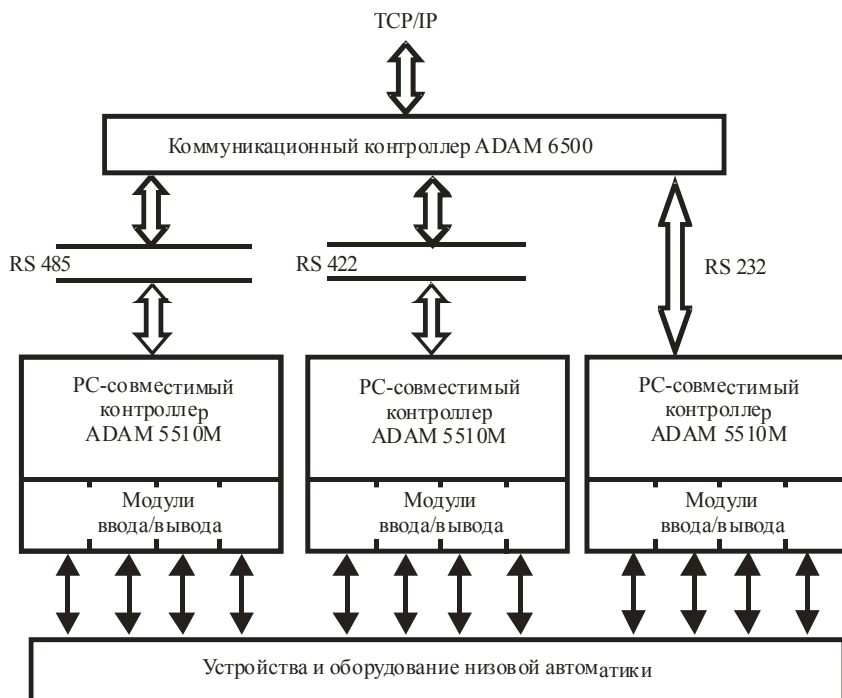 TCP/IP
Коммуникационный контроллер ADAM 6500
RS 485
RS 422
RS 232
PC-совместимый
контроллер
ADAM 5510M
PC-совместимый
контроллер
ADAM 5510M
PC-совместимый
контроллер
ADAM 5510M
Модули
ввода/вывода
Модули
ввода/вывода
Модули
ввода/вывода
Устройства и оборудование низовой автоматики